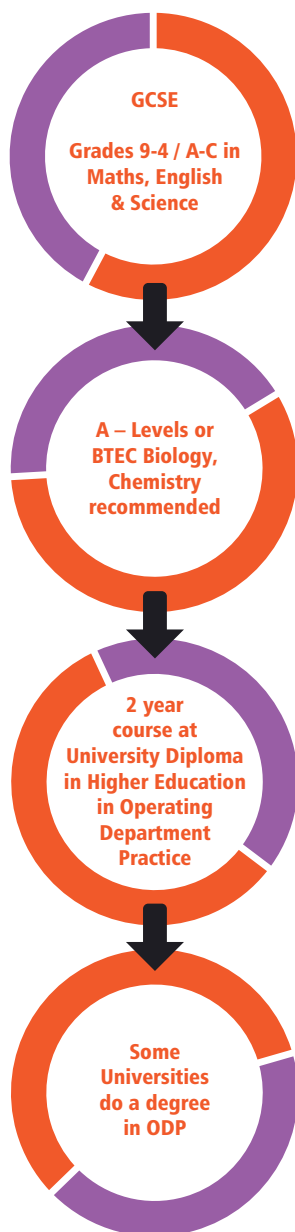 GCSE
Grades 9-4 / A-C in
Maths, English
& Science
A – Levels or
BTEC Biology,
Chemistry
recommended
2 year
course at
University Diploma
in Higher Education
in Operating
Department
Practice
Some
Universities
do a degree
in ODP